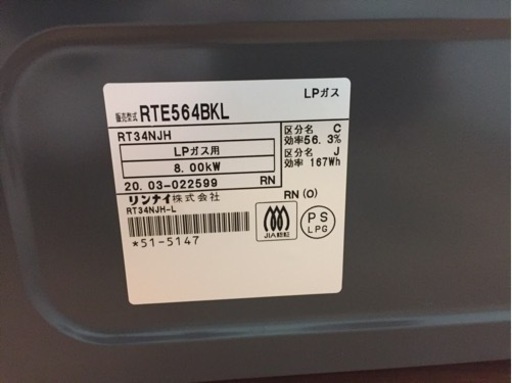 LPガス
販売型式 RTE564BKL
RT34NJH
LPガス用
8.00kW
20.03-022599 RN
区分名 C
効率56.3%
区分名 J
効率 167Wh
リンナイ株式会社
RT34NJH-L
RN(O)
*51-5147
JIA認証
PS
LPG